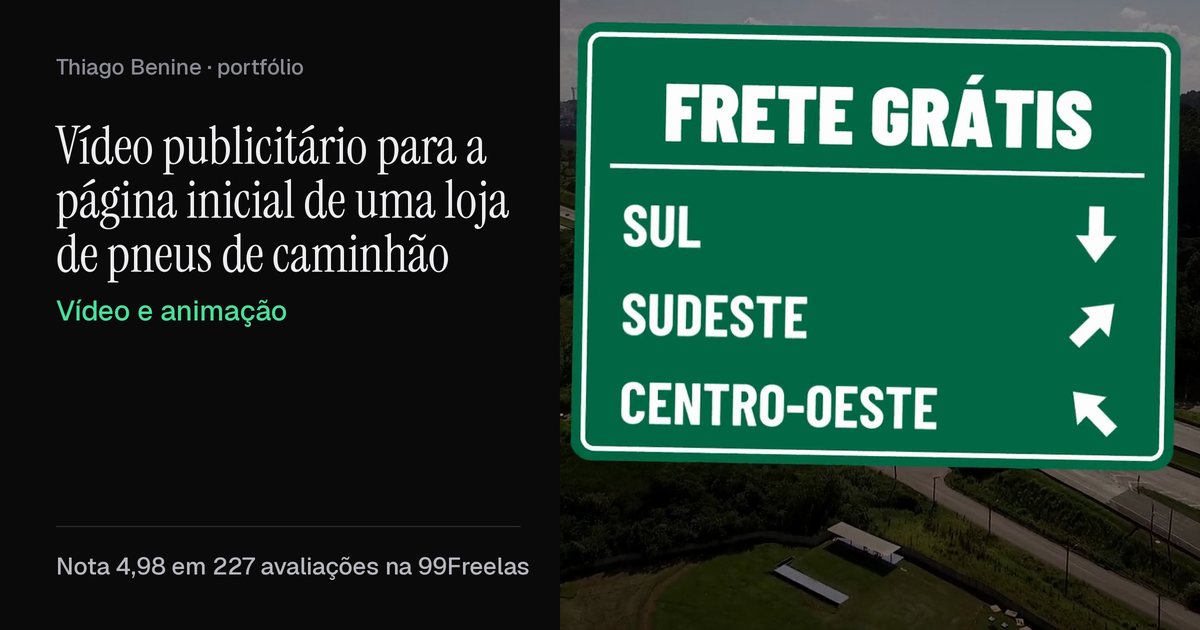 Thiago Benine · portfólio
Vídeo publicitário para a
página inicial de uma loja
de pneus de caminhão
Vídeo e animação
Nota 4,98 em 227 avaliações na 99Freelas
FRETE GRÁTIS
SUL
SUDESTE
CENTRO-OESTE